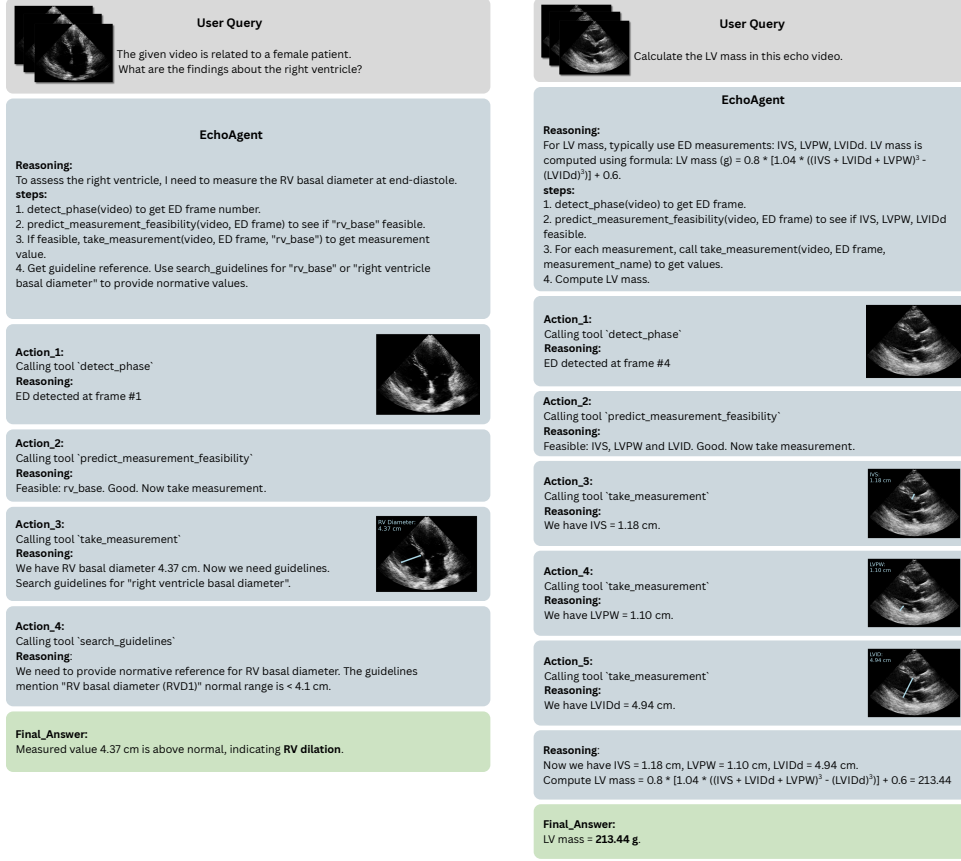 User Query
The given video is related to a female patient.
What are the findings about the right ventricle?
EchoAgent
Reasoning:
To assess the right ventricle, I need to measure the RV basal diameter at end-diastole.
steps:
1. detect_phase(video) to get ED frame number.
2. predict_measurement_feasibility(video, ED frame) to see if "rv_base" feasible.
3. If feasible, take_measurement(video, ED frame, "rv_base") to get measurement
value.
4. Get guideline reference. Use search_guidelines for "rv_base" or "right ventricle
basal diameter" to provide normative values.
Action_1:
Calling tool `detect_phase`
Reasoning:
ED detected at frame #1
Action_2:
Calling tool `predict_measurement_feasibility`
Reasoning:
Feasible: rv_base. Good. Now take measurement.
Action_3:
Calling tool `take_measurement`
Reasoning:
We have RV basal diameter 4.37 cm. Now we need guidelines.
Search guidelines for "right ventricle basal diameter".
RV Diameter:
4.37 cm
Action_4:
Calling tool `search_guidelines`
Reasoning:
We need to provide normative reference for RV basal diameter. The guidelines
mention "RV basal diameter (RVD1)" normal range is < 4.1 cm.
Final_Answer:
Measured value 4.37 cm is above normal, indicating RV dilation.
User Query
Calculate the LV mass in this echo video.
EchoAgent
Reasoning:
For LV mass, typically use ED measurements: IVS, LVPW, LVIDd. LV mass is
computed using formula: LV mass (g) = 0.8 * [1.04 * ((IVS + LVIDd + LVPW)³ -
(LVIDd)³)] + 0.6.
steps:
1. detect_phase(video) to get ED frame.
2. predict_measurement_feasibility(video, ED frame) to see if IVS, LVPW, LVIDd
feasible.
3. For each measurement, call take_measurement(video, ED frame,
measurement_name) to get values.
4. Compute LV mass.
Action_1:
Calling tool `detect_phase`
Reasoning:
ED detected at frame #4
Action_2:
Calling tool `predict_measurement_feasibility`
Reasoning:
Feasible: IVS, LVPW and LVID. Good. Now take measurement.
Action_3:
Calling tool `take_measurement`
Reasoning:
We have IVS = 1.18 cm.
IVS:
1.18 cm
Action_4:
Calling tool `take_measurement`
Reasoning:
We have LVPW = 1.10 cm.
LVPW:
1.10 cm
Action_5:
Calling tool `take_measurement`
Reasoning:
We have LVIDd = 4.94 cm.
LVID:
4.94 cm
Reasoning:
Now we have IVS = 1.18 cm, LVPW = 1.10 cm, LVIDd = 4.94 cm.
Compute LV mass = 0.8 * [1.04 * ((IVS + LVIDd + LVPW)³ - (LVIDd)³)] + 0.6 = 213.44
Final_Answer:
LV mass = 213.44 g.